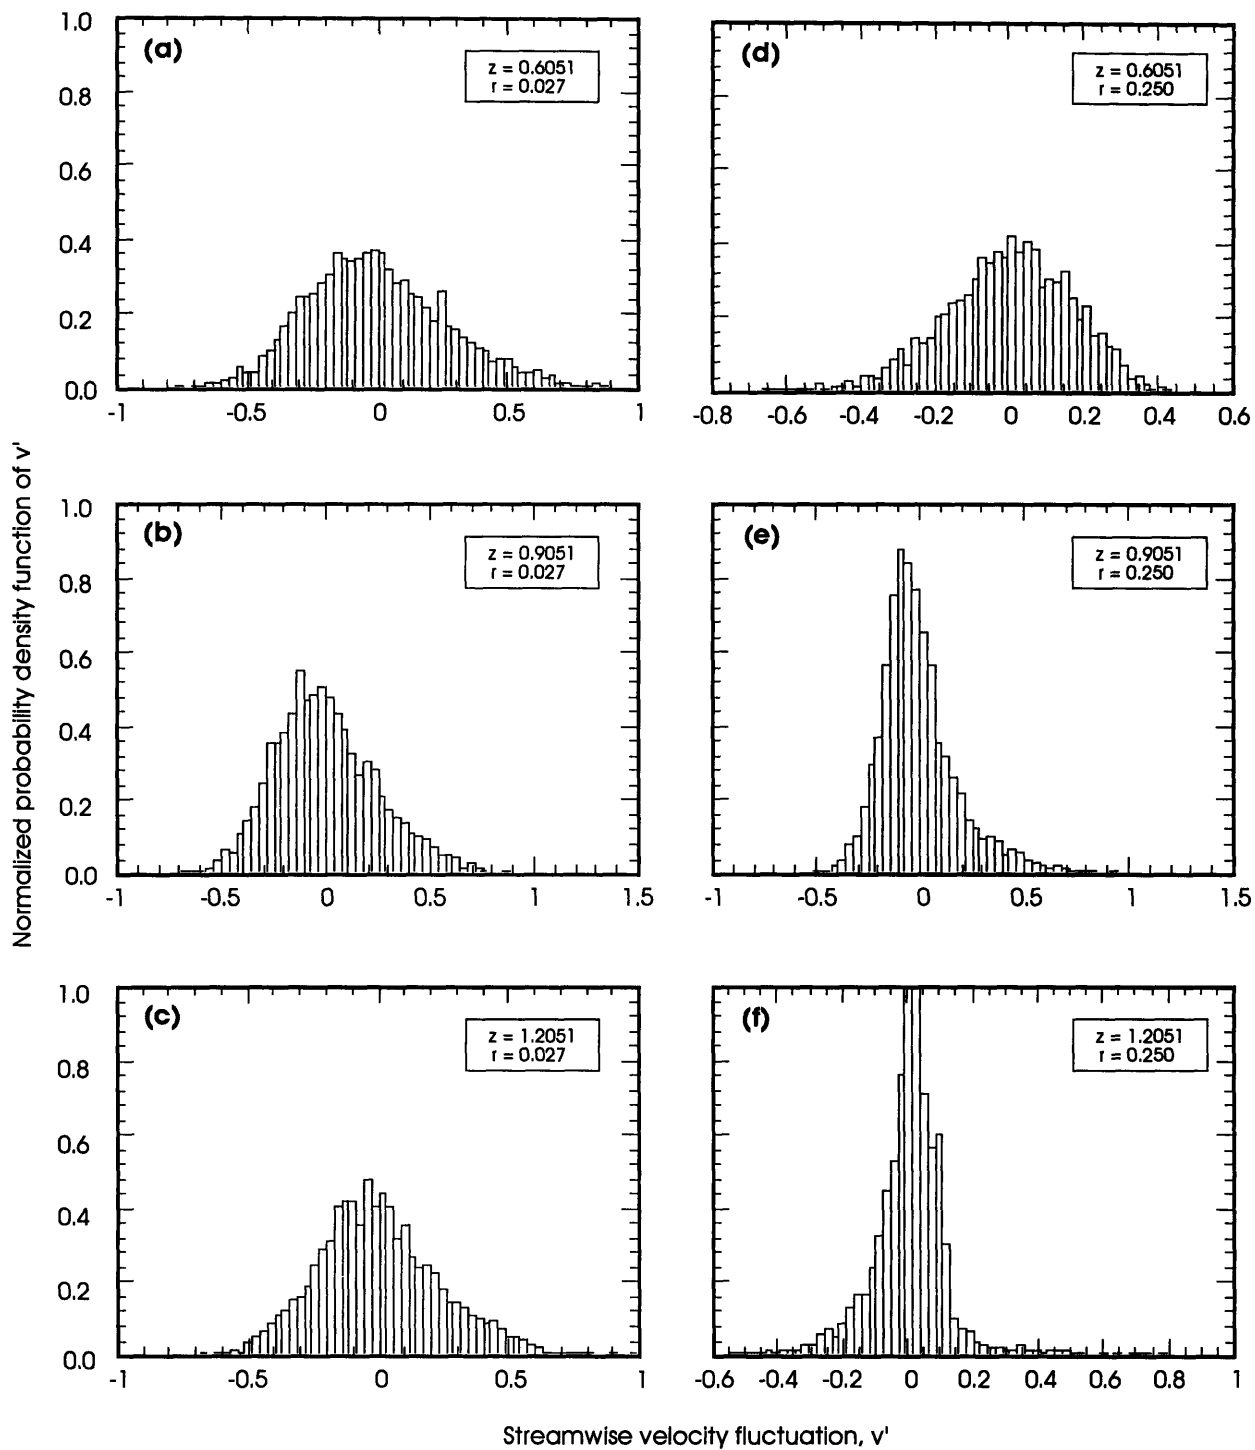 Normalized probability density function of v'
(a)
z = 0.6051
r = 0.027
1.0
0.8
0.6
0.4
0.2
0.0
-1 -0.5 0 0.5 1
(d)
z = 0.6051
r = 0.250
-0.8 -0.6 -0.4 -0.2 0 0.2 0.4 0.6
(b)
z = 0.9051
r = 0.027
1.0
0.8
0.6
0.4
0.2
0.0
-1 -0.5 0 0.5 1 1.5
(e)
z = 0.9051
r = 0.250
-1 -0.5 0 0.5 1 1.5
(c)
z = 1.2051
r = 0.027
1.0
0.8
0.6
0.4
0.2
0.0
-1 -0.5 0 0.5 1
(f)
z = 1.2051
r = 0.250
-0.6 -0.4 -0.2 0 0.2 0.4 0.6 0.8 1
Streamwise velocity fluctuation, v'